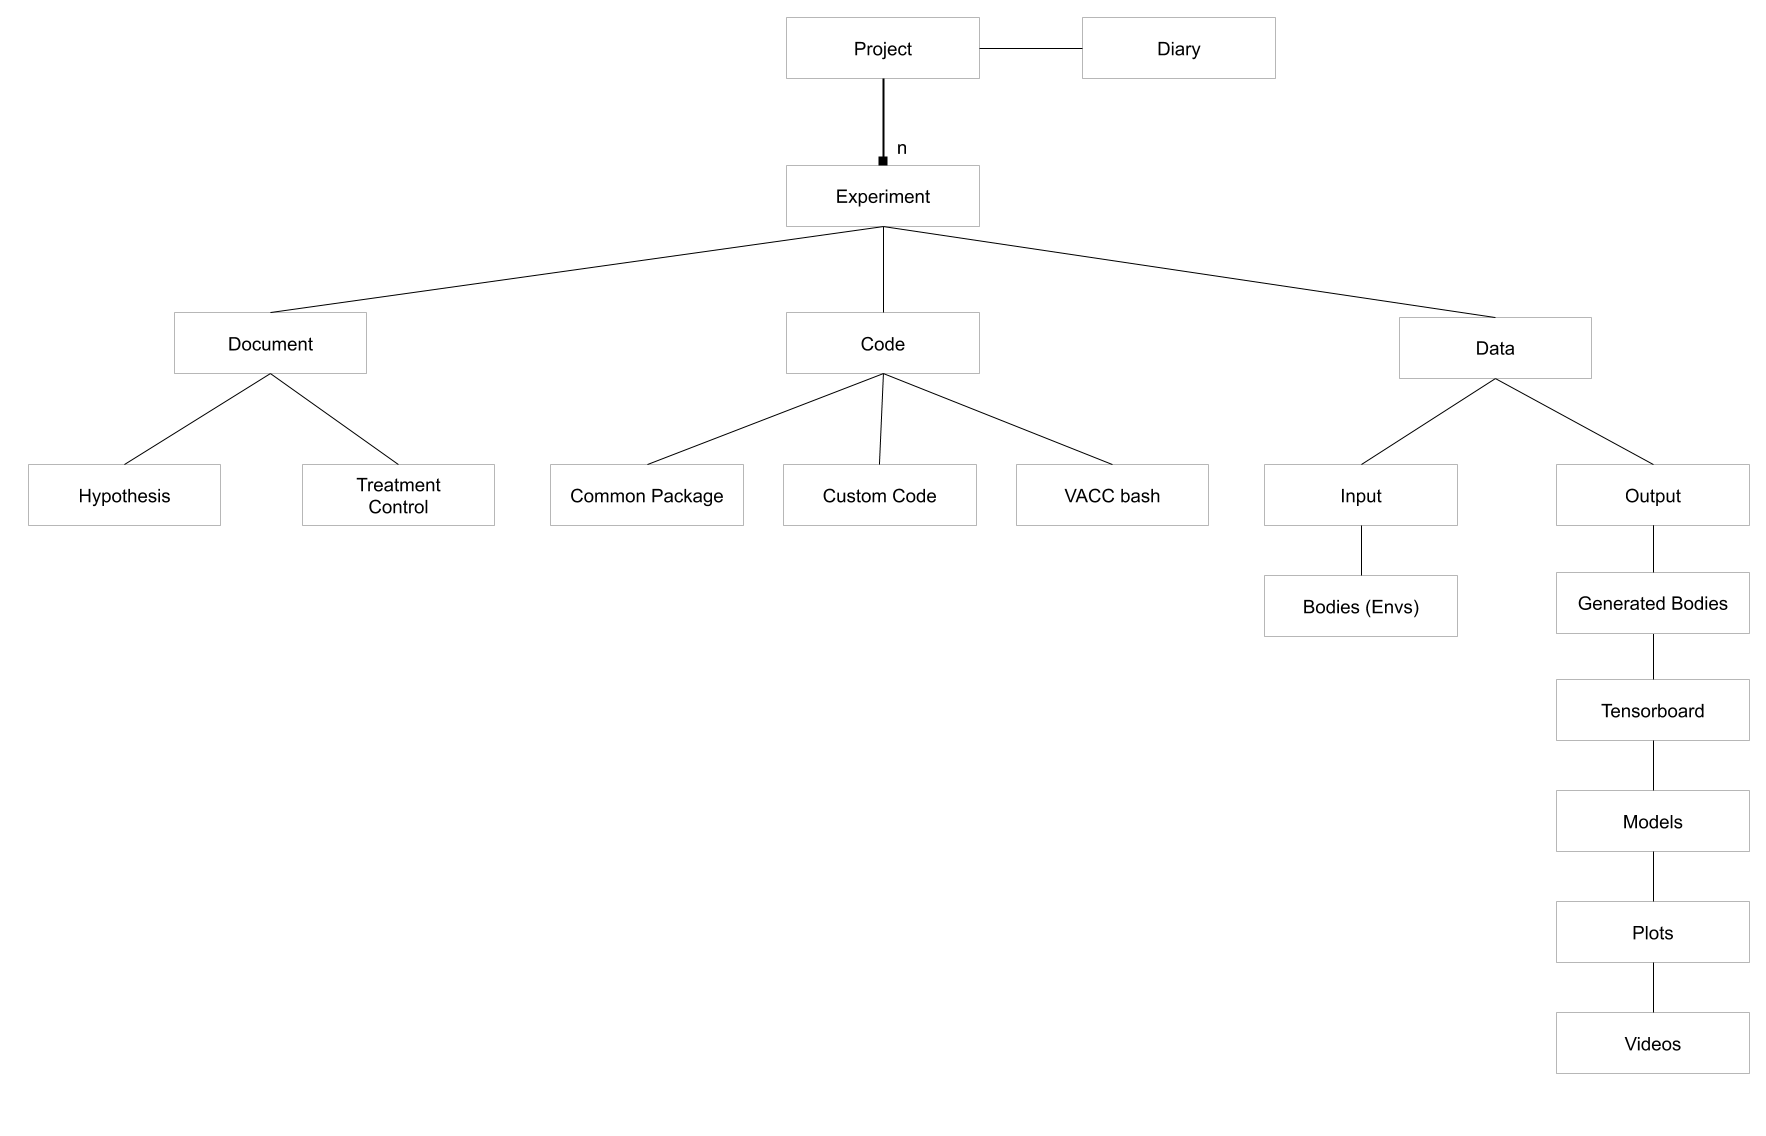 Project
Diary
n
Experiment
Document
Code
Data
Hypothesis
Treatment
Control
Common Package
Custom Code
VACC bash
Input
Output
Bodies (Envs)
Generated Bodies
Tensorboard
Models
Plots
Videos